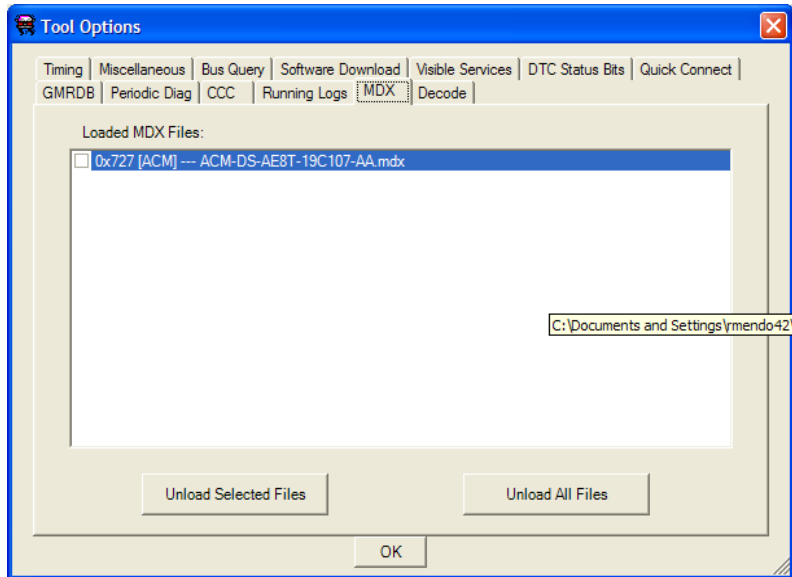 Tool Options
Timing Miscellaneous Bus Query Software Download Visible Services DTC Status Bits Quick Connect
GMRDB Periodic Diag CCC Running Logs MDX Decode
Loaded MDX Files:
0x727 [ACM] --- ACM-DS-AE8T-19C107-AA.mdx
C:\Documents and Settings\rmendo42\
Unload Selected Files Unload All Files
OK